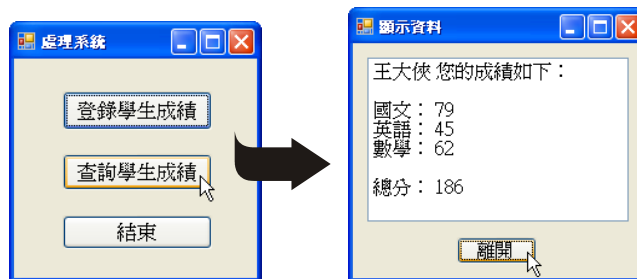 處理系統
登錄學生成績
查詢學生成績
結束
顯示資料
王大俠 您的成績如下：
國文： 79
英語： 45
數學： 62
總分： 186
離開